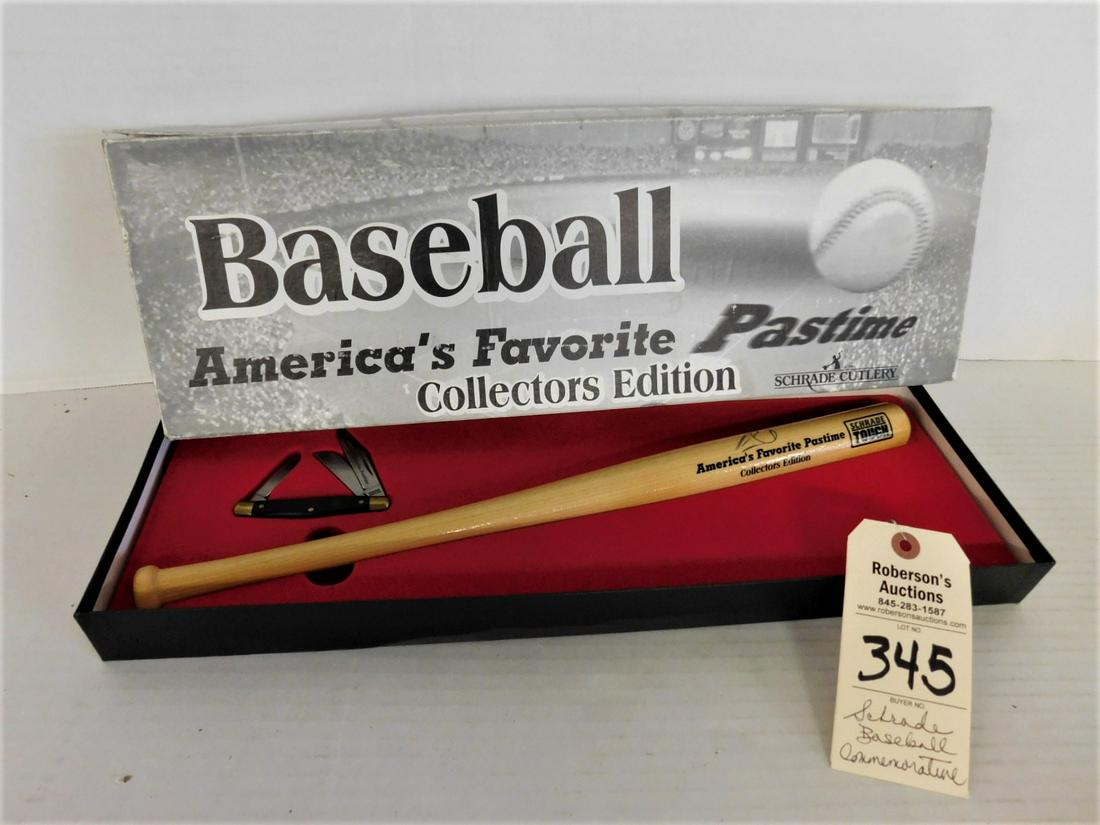 Baseball
America's Favorite Pastime
Collectors Edition
SCHRADE CUTLERY
America's Favorite Pastime
Collectors Edition
SCHRADE
TOUGH
Roberson's
Auctions
845-283-1587
www.robersonsauctions.com
LOT NO
345
BUYER NO
Schrade
Baseball
Commemorative